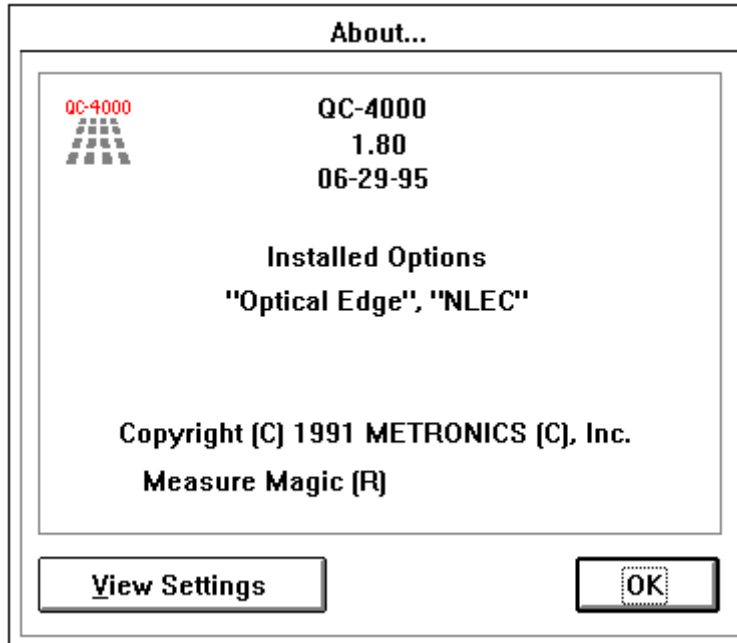 About...
QC-4000
QC-4000
1.80
06-29-95
Installed Options
"Optical Edge", "NLEC"
Copyright (C) 1991 METRONICS (C), Inc.
Measure Magic (R)
View Settings
OK